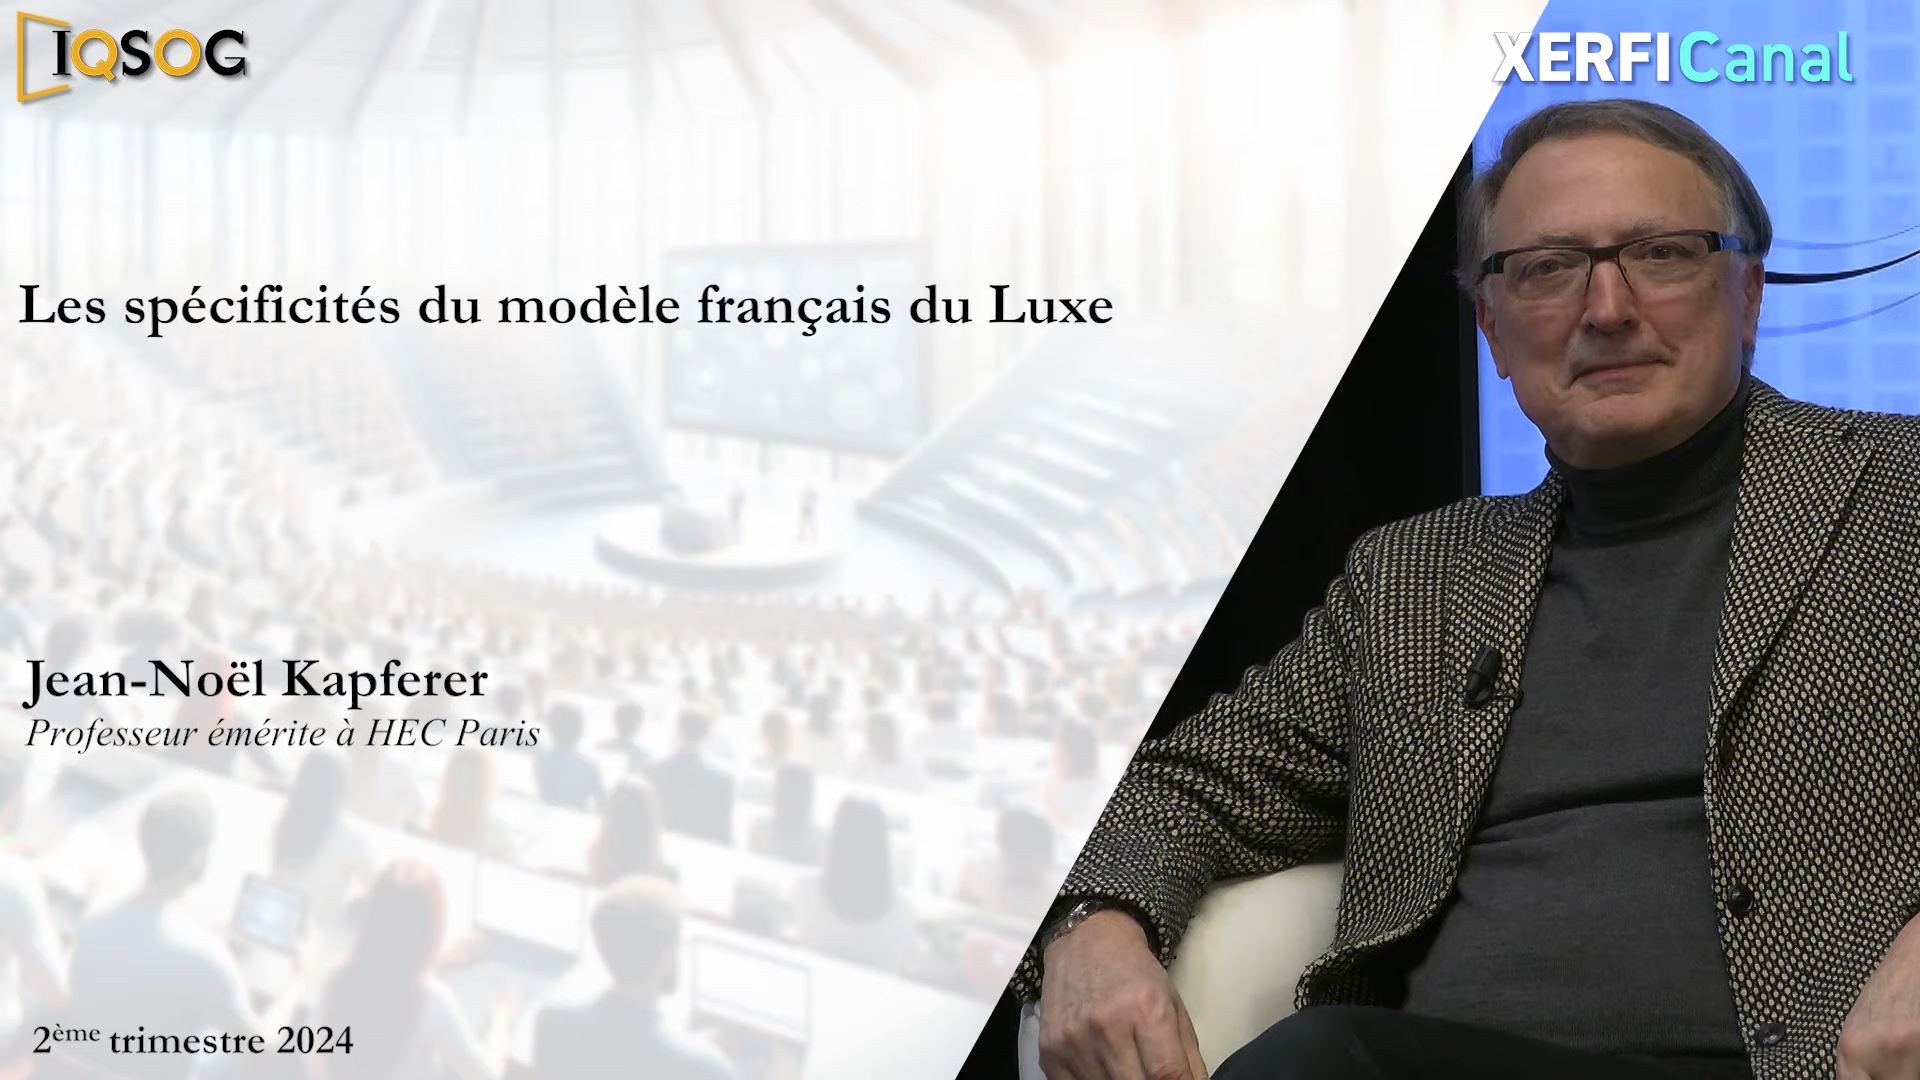 IQSOG
XERFICanal
Les spécificités du modèle français du Luxe
Jean-Noël Kapferer
Professeur émérite à HEC Paris
2ème trimestre 2024